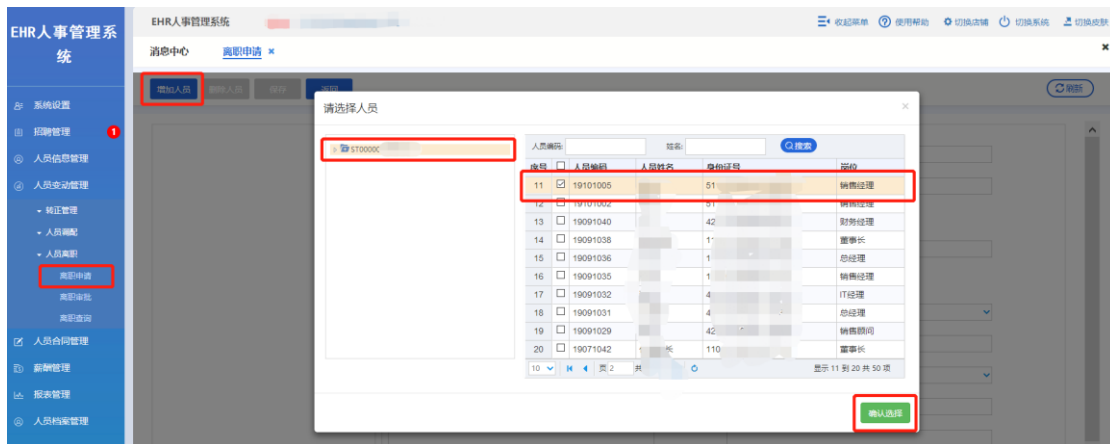 EHR人事管理系统
EHR人事管理系统
收起菜单 使用帮助 切换店铺 切换系统 切换皮肤
消息中心 离职申请 ×
增加人员 删除人员 保存 返回 刷新
系统设置
招聘管理 1
人员信息管理
人员变动管理
转正管理
人员调配
人员离职
离职申请
离职审批
离职查询
人员合同管理
薪酬管理
报表管理
人员档案管理
请选择人员 ×
ST00000
人员编码: 姓名: 搜索
序号 人员编码 人员姓名 身份证号 岗位
11 19101005 51 销售经理
12 19101002 51 销售经理
13 19091040 42 财务经理
14 19091038 11 董事长
15 19091036 1 总经理
16 19091035 1 销售经理
17 19091032 4 IT经理
18 19091031 4 总经理
19 19091029 42 销售顾问
20 19071042 长 110 董事长
10 页 2 共 显示 11 到 20 共 50 项
确认选择